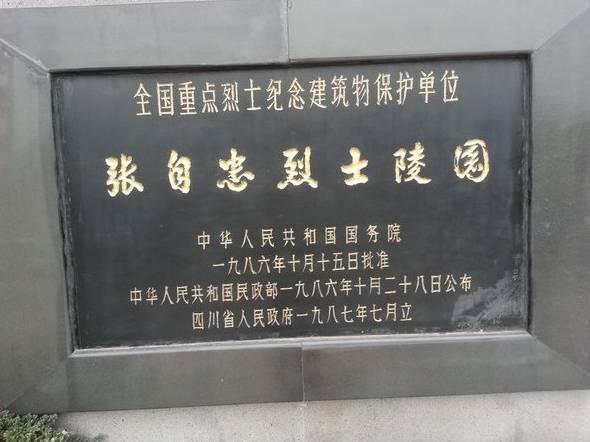 全国重点烈士纪念建筑物保护单位
张自忠烈士陵园
中华人民共和国国务院
一九八六年十月十五日批准
中华人民共和国民政部一九八六年十月二十八日公布
四川省人民政府一九八七年七月立